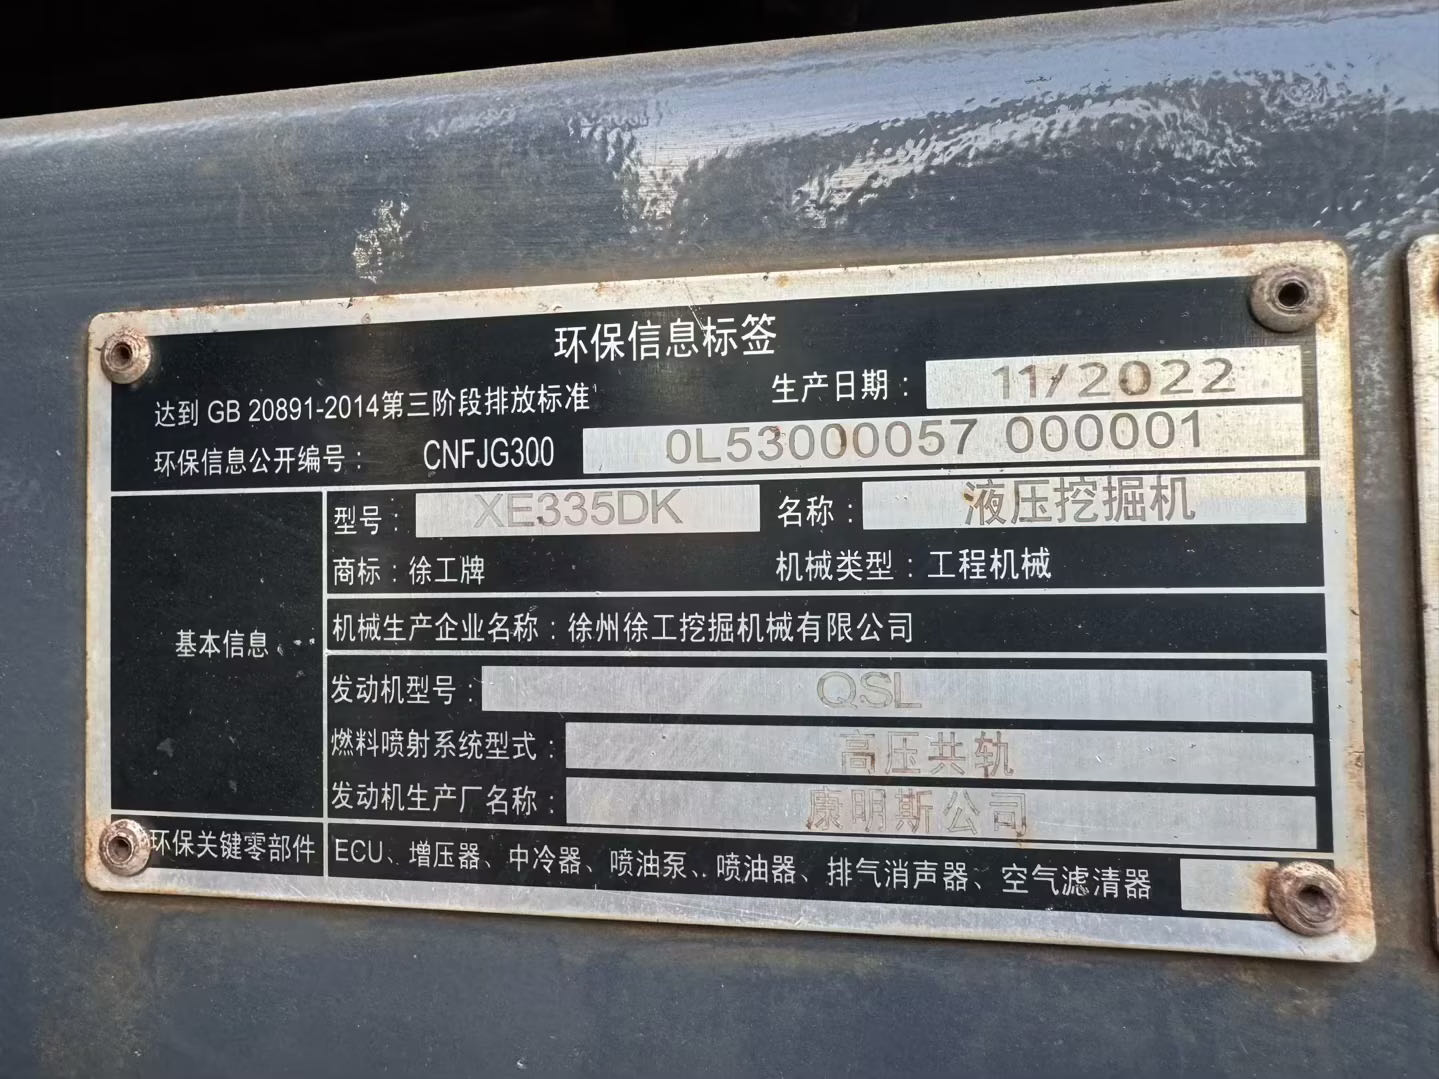 环保信息标签
达到 GB 20891-2014第三阶段排放标准 生产日期：11/2022
环保信息公开编号： CNFJG300 0L53000057 000001
基本信息
型号：XE335DK 名称：液压挖掘机
商标：徐工牌 机械类型：工程机械
机械生产企业名称：徐州徐工挖掘机械有限公司
发动机型号：QSL
燃料喷射系统型式：高压共轨
发动机生产厂名称：康明斯公司
环保关键零部件 ECU、增压器、中冷器、喷油泵、喷油器、排气消声器、空气滤清器